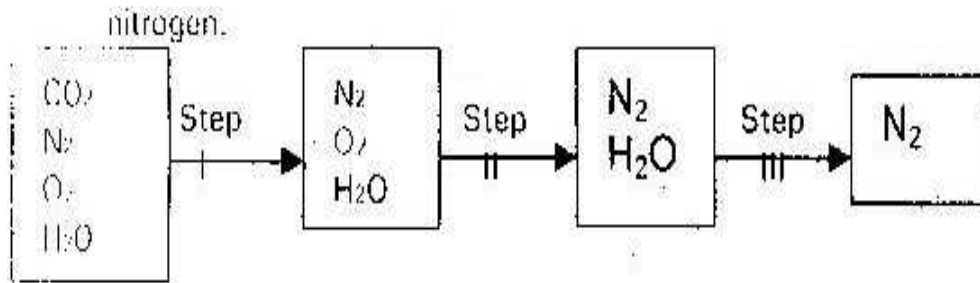 nitrogen.
CO2
N2
O2
H2O
Step
I
N2
O2
H2O
Step
II
N2
H2O
Step
III
N2